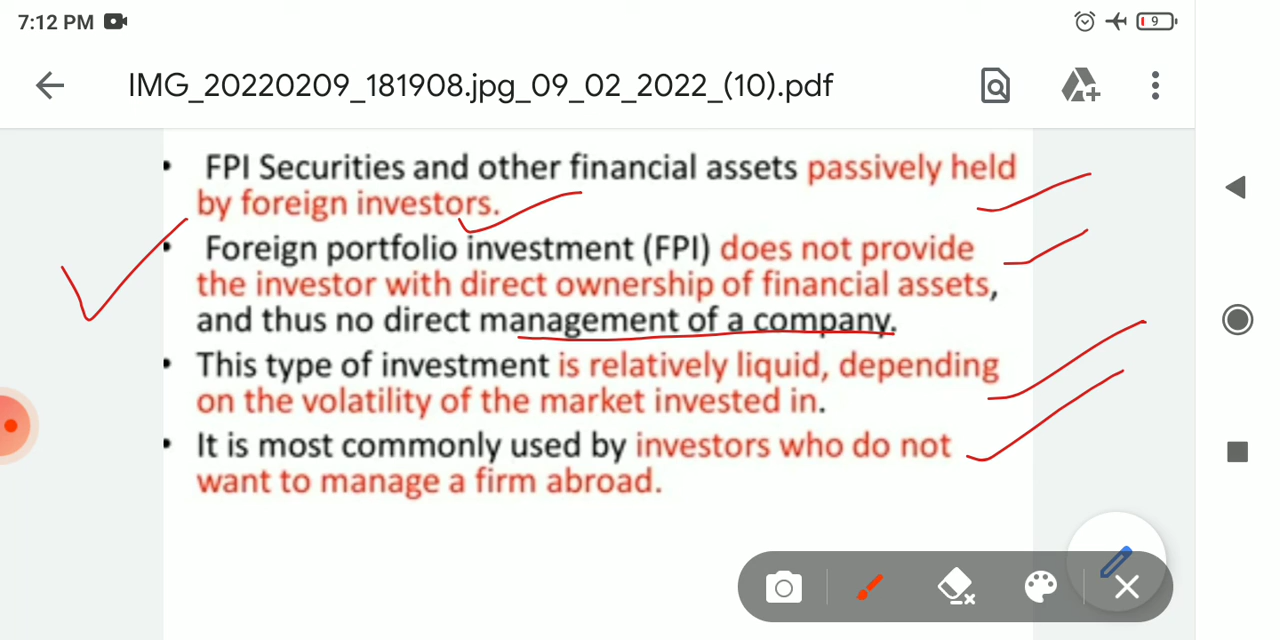 7:12 PM
9
IMG_20220209_181908.jpg_09_02_2022_(10).pdf
• FPI Securities and other financial assets passively held
by foreign investors.
• Foreign portfolio investment (FPI) does not provide
the investor with direct ownership of financial assets,
and thus no direct management of a company.
• This type of investment is relatively liquid, depending
on the volatility of the market invested in.
• It is most commonly used by investors who do not
want to manage a firm abroad.